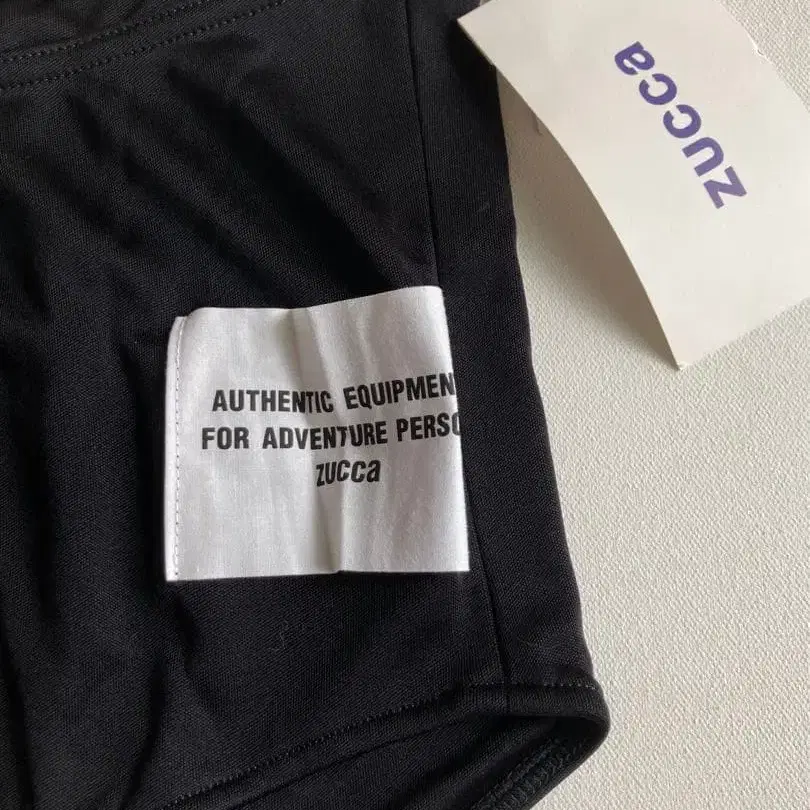 zucca
AUTHENTIC EQUIPMEN
FOR ADVENTURE PERSO
zucca